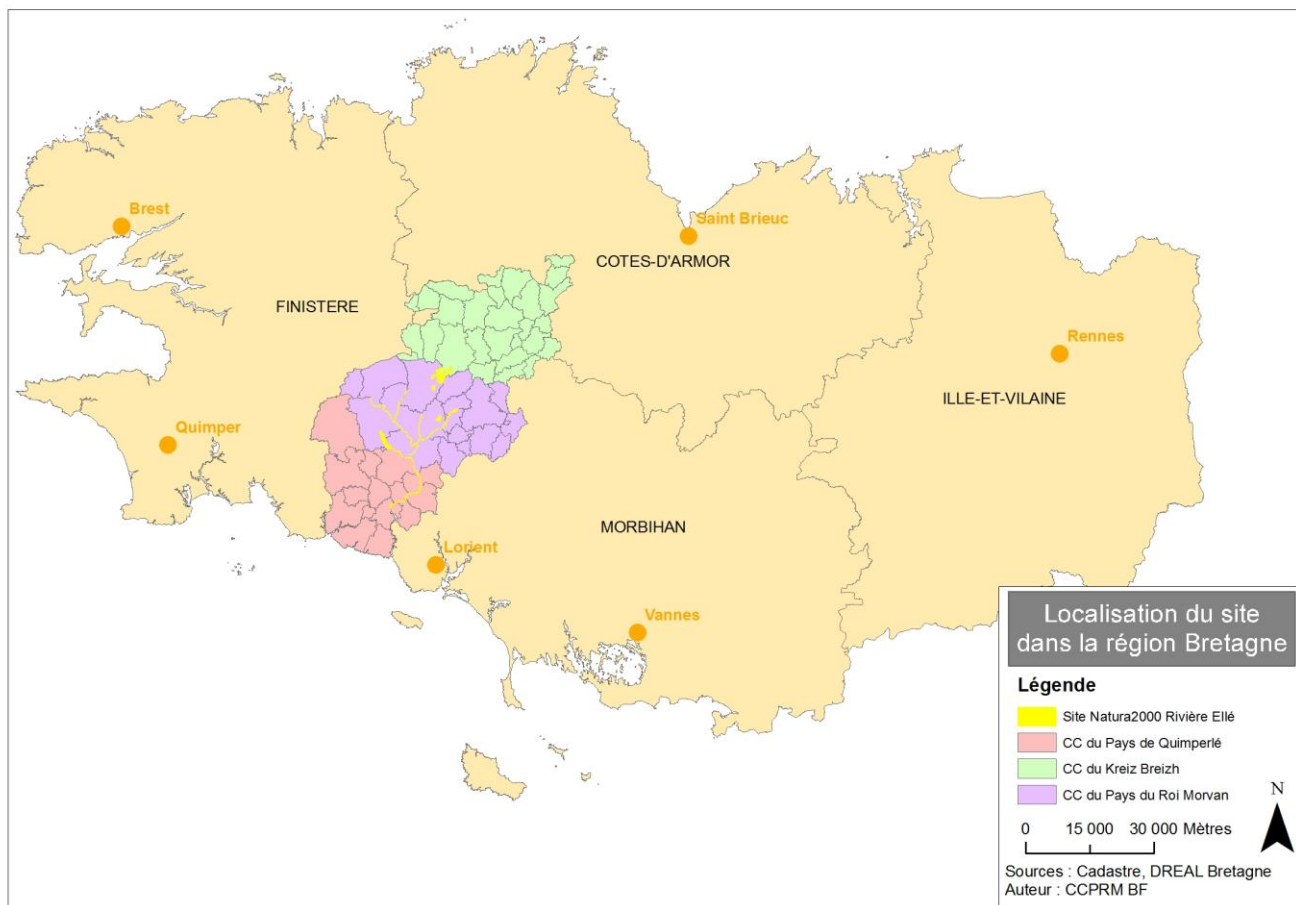 Brest
Saint Brieuc
COTES-D'ARMOR
FINISTERE
Rennes
ILLE-ET-VILAINE
Quimper
MORBIHAN
Lorient
Vannes
Localisation du site
dans la région Bretagne
Légende
Site Natura2000 Rivière Ellé
CC du Pays de Quimperlé
CC du Kreiz Breizh
CC du Pays du Roi Morvan
N
0 15 000 30 000 Mètres
Sources : Cadastre, DREAL Bretagne
Auteur : CCPRM BF